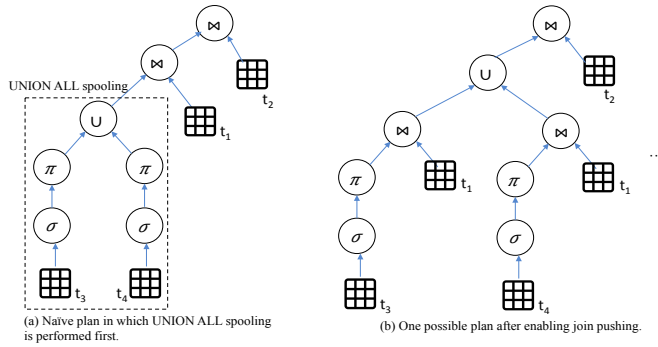 ⋈
t₂
⋈
UNION ALL spooling
t₁
∪
π
π
σ
σ
t₃
t₄
(a) Naïve plan in which UNION ALL spooling
is performed first.
⋈
∪
t₂
⋈
⋈
π
t₁
π
t₁
σ
σ
t₃
t₄
(b) One possible plan after enabling join pushing.
..